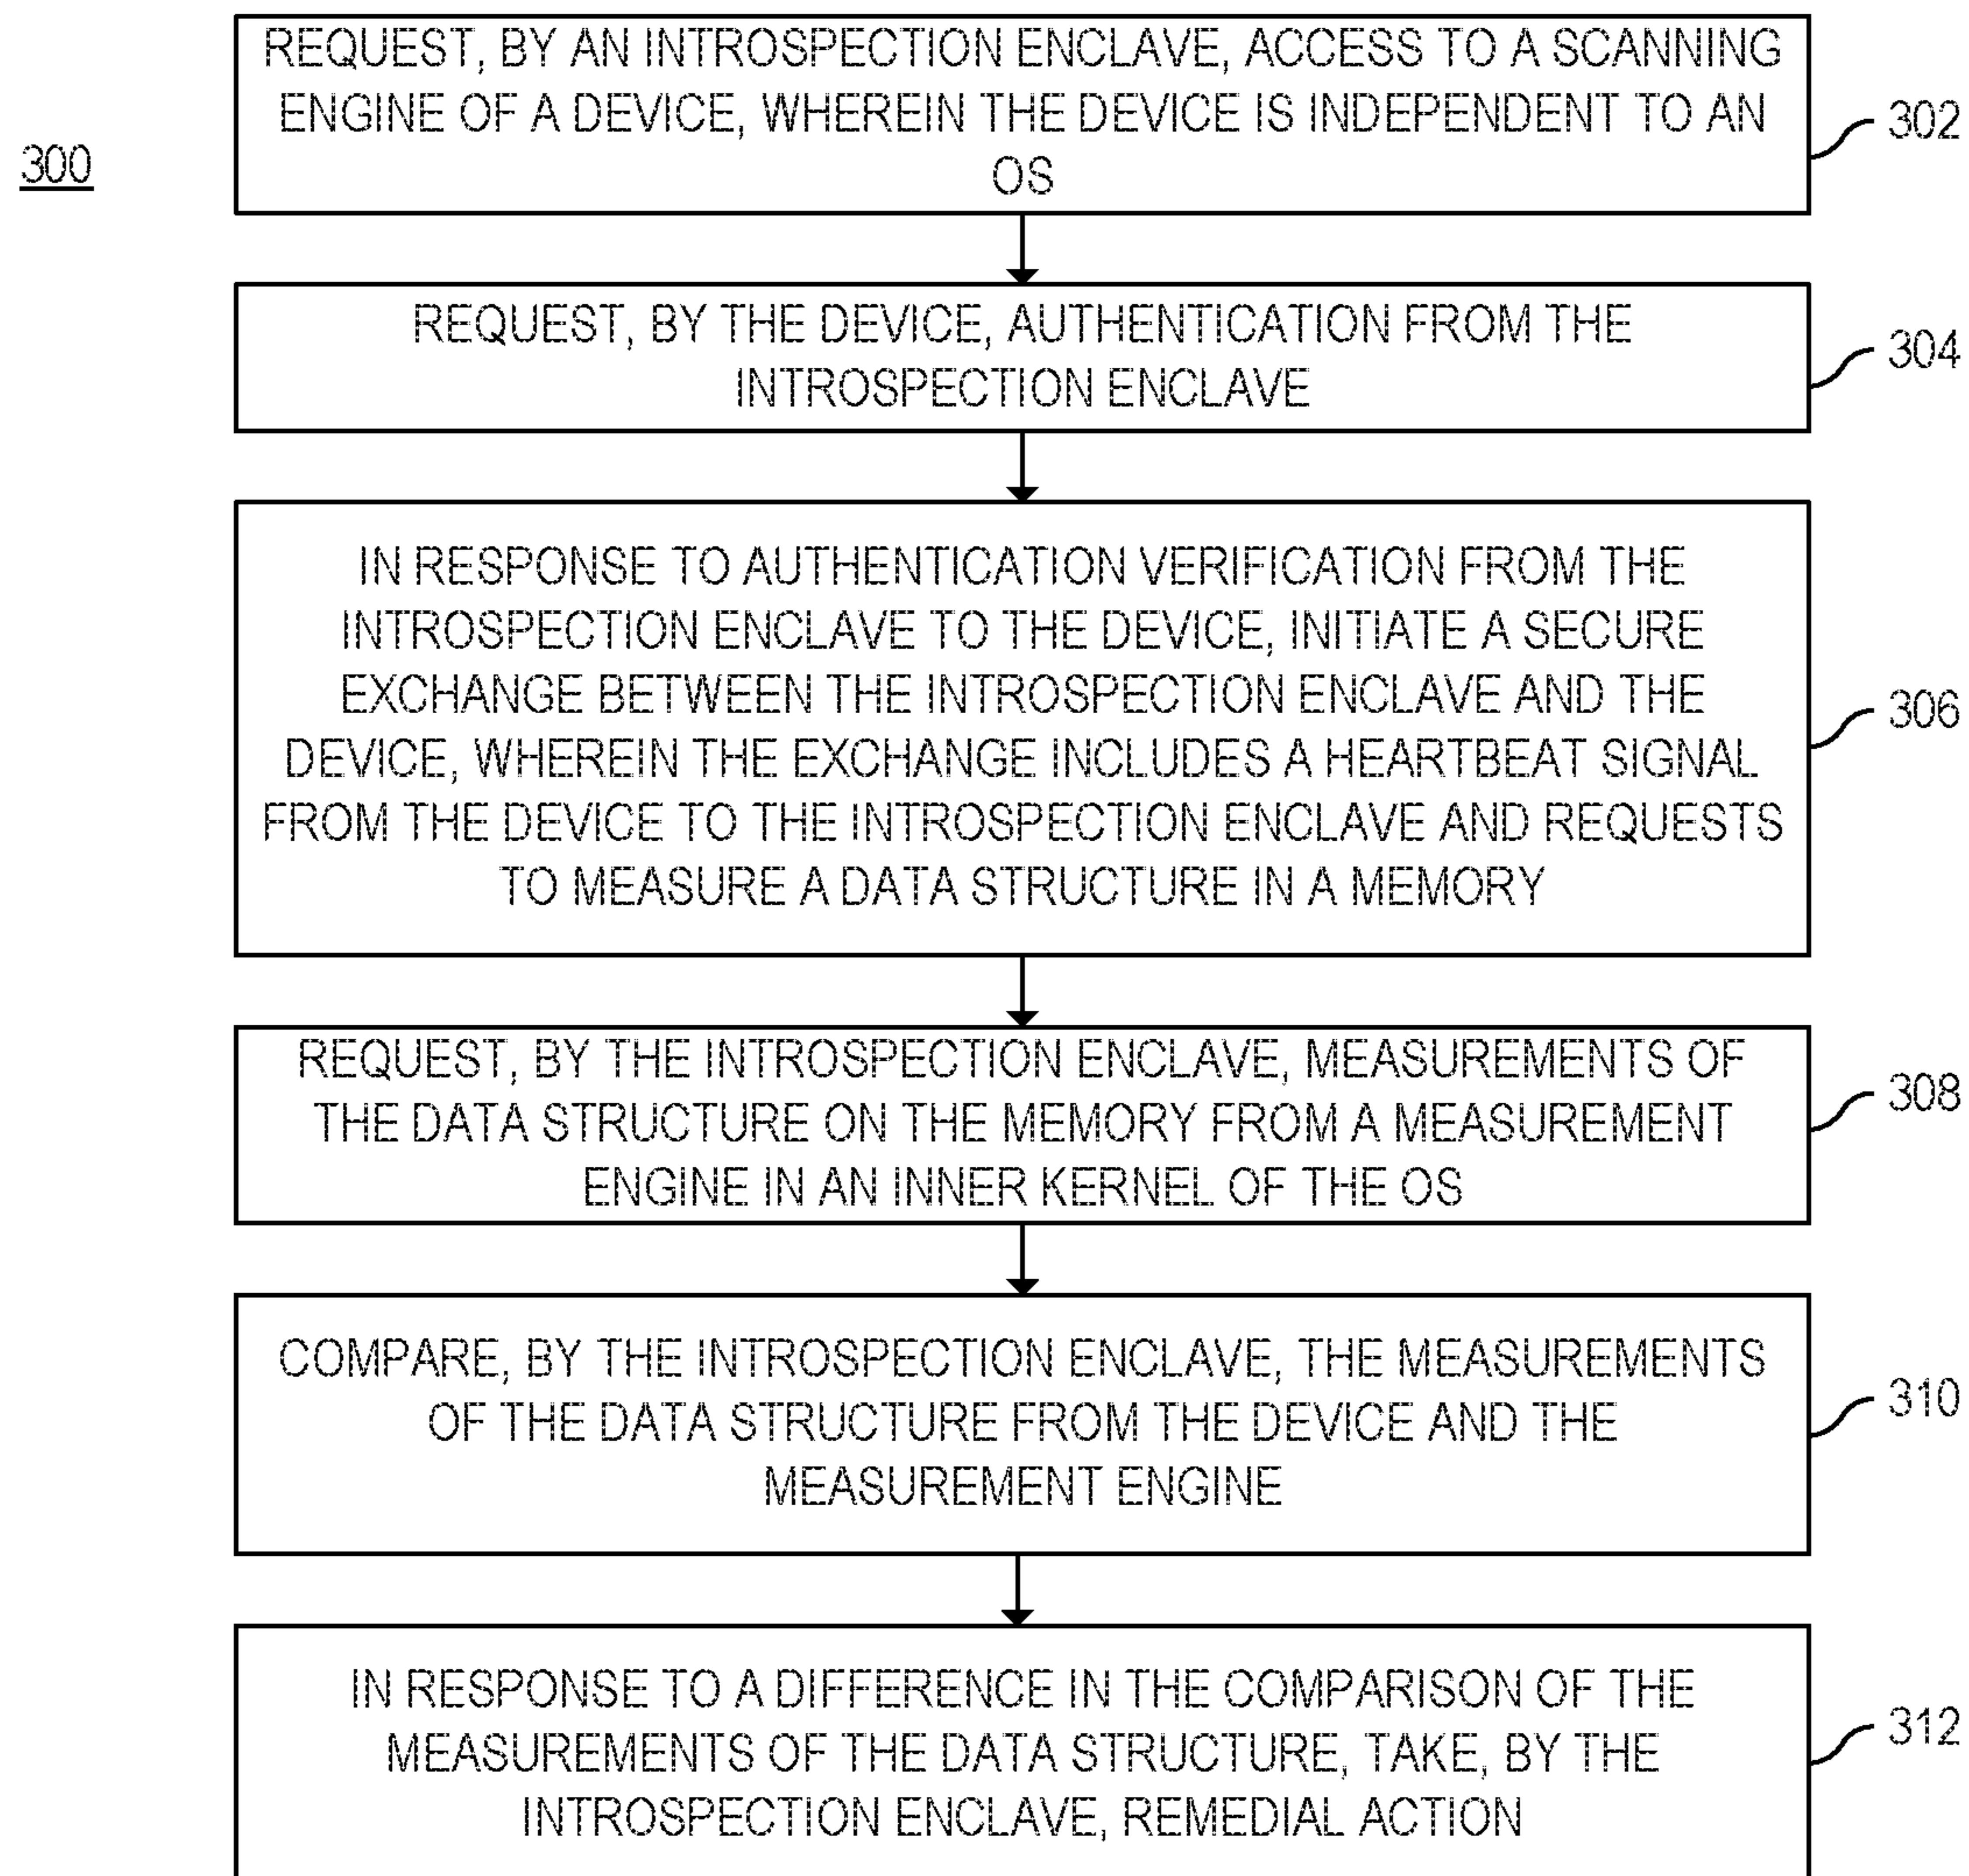 REQUEST, BY AN INTROSPECTION ENCLAVE, ACCESS TO A SCANNING
ENGINE OF A DEVICE, WHEREIN THE DEVICE IS INDEPENDENT TO AN
OS
302
300
REQUEST, BY THE DEVICE, AUTHENTICATION FROM THE
INTROSPECTION ENCLAVE
304
IN RESPONSE TO AUTHENTICATION VERIFICATION FROM THE
INTROSPECTION ENCLAVE TO THE DEVICE, INITIATE A SECURE
EXCHANGE BETWEEN THE INTROSPECTION ENCLAVE AND THE
DEVICE, WHEREIN THE EXCHANGE INCLUDES A HEARTBEAT SIGNAL
FROM THE DEVICE TO THE INTROSPECTION ENCLAVE AND REQUESTS
TO MEASURE A DATA STRUCTURE IN A MEMORY
306
REQUEST, BY THE INTROSPECTION ENCLAVE, MEASUREMENTS OF
THE DATA STRUCTURE ON THE MEMORY FROM A MEASUREMENT
ENGINE IN AN INNER KERNEL OF THE OS
308
COMPARE, BY THE INTROSPECTION ENCLAVE, THE MEASUREMENTS
OF THE DATA STRUCTURE FROM THE DEVICE AND THE
MEASUREMENT ENGINE
310
IN RESPONSE TO A DIFFERENCE IN THE COMPARISON OF THE
MEASUREMENTS OF THE DATA STRUCTURE, TAKE, BY THE
INTROSPECTION ENCLAVE, REMEDIAL ACTION
312